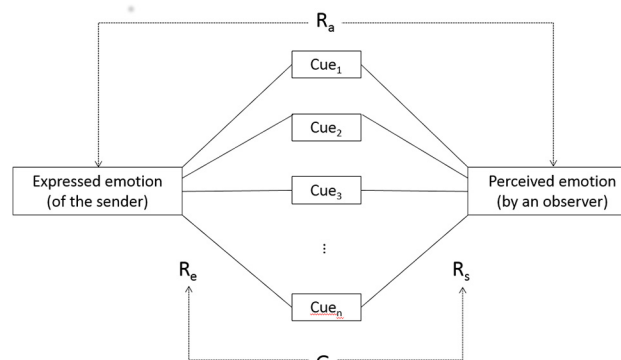 Rₐ
Cue₁
Cue₂
Expressed emotion
(of the sender)
Cue₃
Perceived emotion
(by an observer)
⋮
Rₑ
Rₛ
Cueₙ